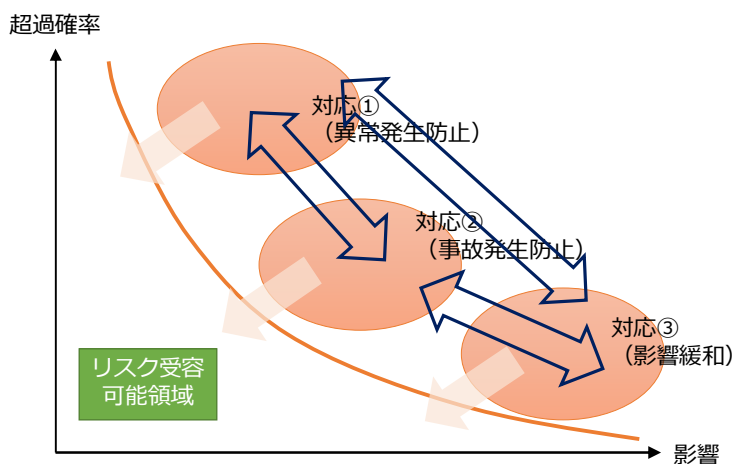 超過確率
対応①
（異常発生防止）
対応②
（事故発生防止）
対応③
（影響緩和）
リスク受容
可能領域
影響